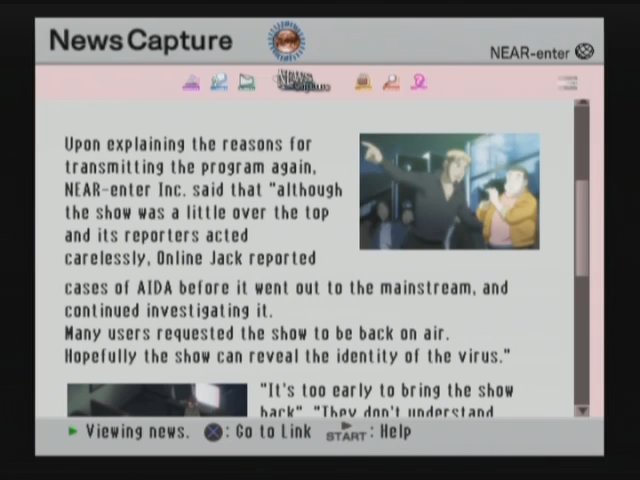 News Capture
NEAR-enter
Upon explaining the reasons for
transmitting the program again,
NEAR-enter Inc. said that "although
the show was a little over the top
and its reporters acted
carelessly, Online Jack reported
cases of AIDA before it went out to the mainstream, and
continued investigating it.
Many users requested the show to be back on air.
Hopefully the show can reveal the identity of the virus."
"It's too early to bring the show
back" "They don't understand
Viewing news. : Go to Link START : Help